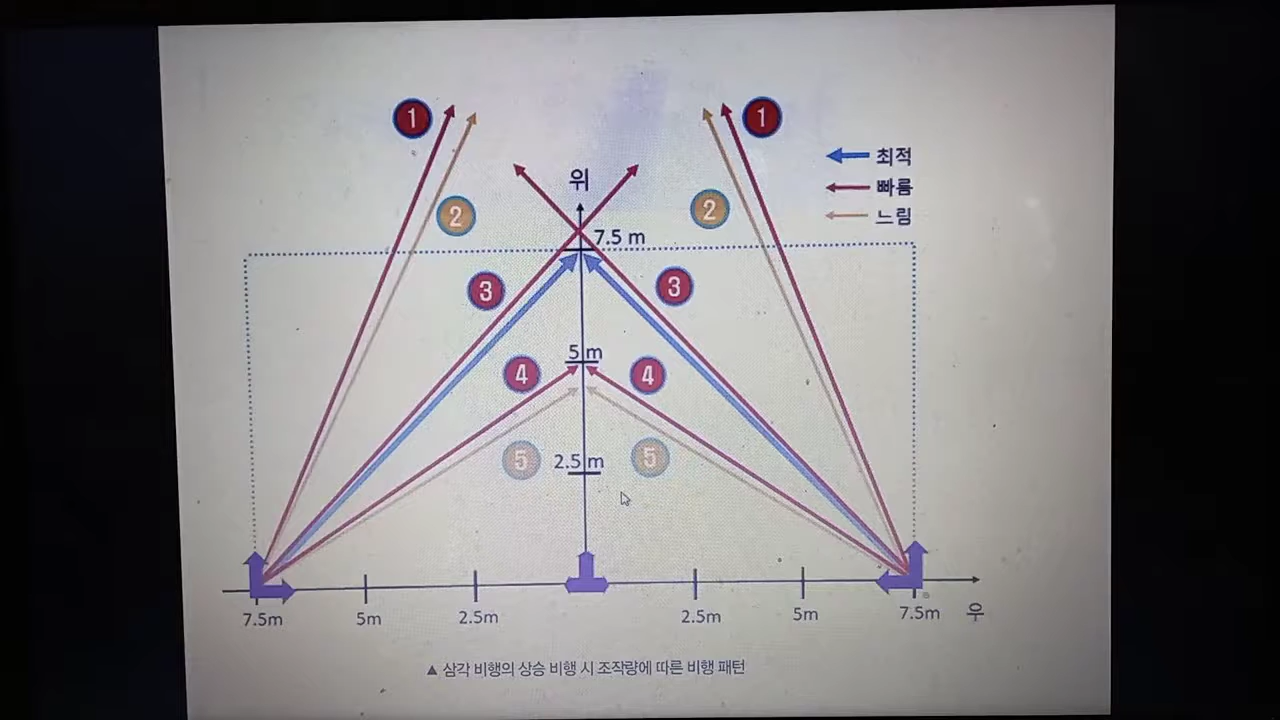 1
1
최적
빠름
느림
위
2
2
7.5 m
3
3
5 m
4
4
5
2.5 m
5
7.5m
5m
2.5m
2.5m
5m
7.5m
우
▲ 삼각 비행의 상승 비행 시 조작량에 따른 비행 패턴